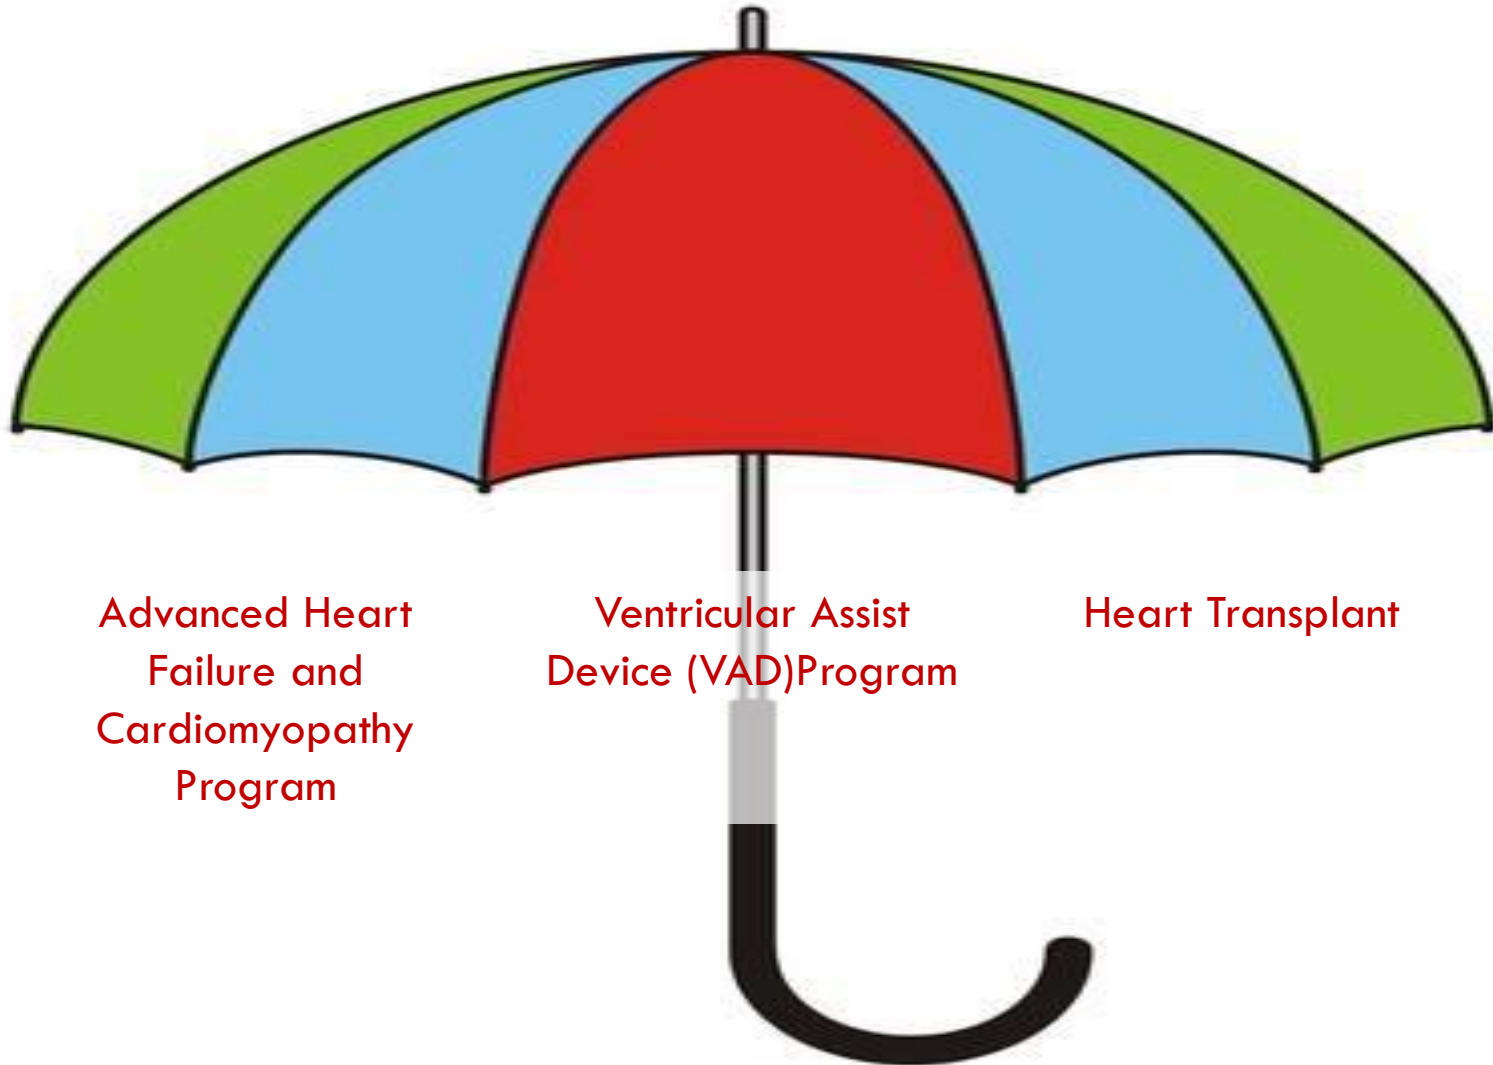 Advanced Heart
Failure and
Cardiomyopathy
Program
Ventricular Assist
Device (VAD)Program
Heart Transplant